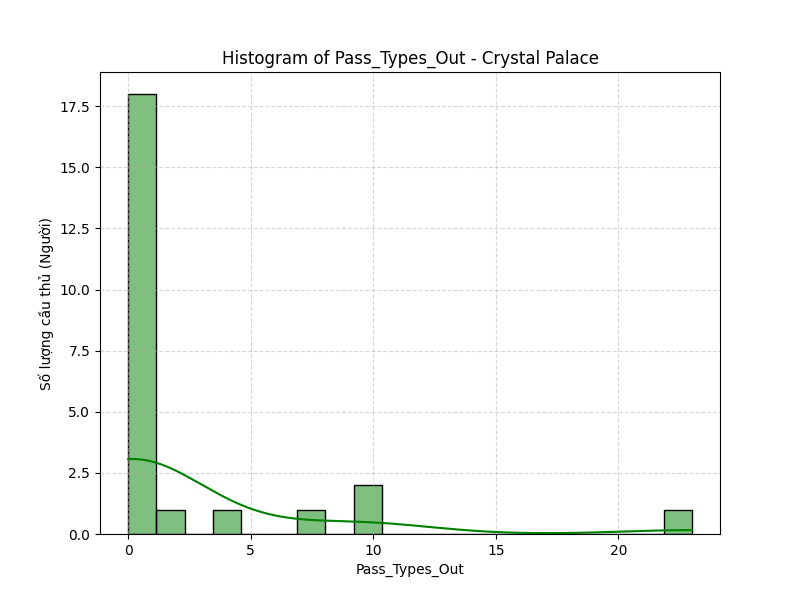 Histogram of Pass_Types_Out - Crystal Palace
Số lượng cầu thủ (Người)
17.5
15.0
12.5
10.0
7.5
5.0
2.5
0.0
0 5 10 15 20
Pass_Types_Out